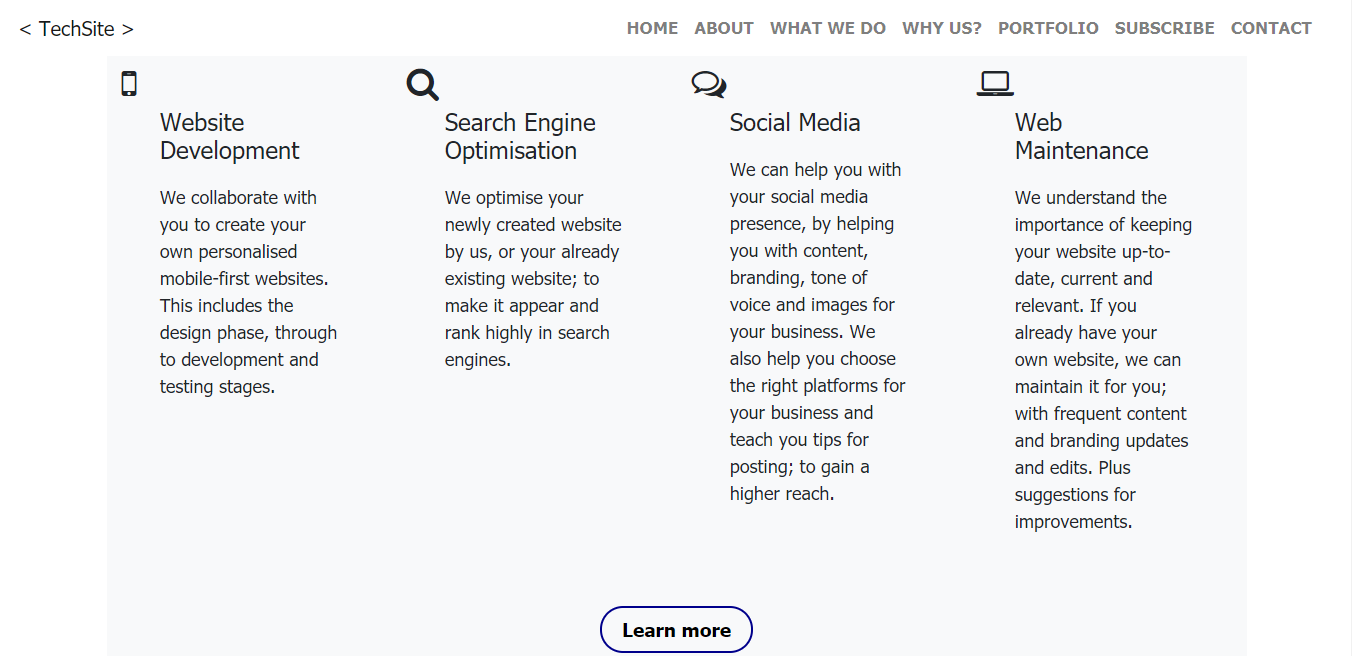 < TechSite >
HOME ABOUT WHAT WE DO WHY US? PORTFOLIO SUBSCRIBE CONTACT
Website
Development
We collaborate with
you to create your
own personalised
mobile-first websites.
This includes the
design phase, through
to development and
testing stages.
Search Engine
Optimisation
We optimise your
newly created website
by us, or your already
existing website; to
make it appear and
rank highly in search
engines.
Social Media
We can help you with
your social media
presence, by helping
you with content,
branding, tone of
voice and images for
your business. We
also help you choose
the right platforms for
your business and
teach you tips for
posting; to gain a
higher reach.
Web
Maintenance
We understand the
importance of keeping
your website up-to-
date, current and
relevant. If you
already have your
own website, we can
maintain it for you;
with frequent content
and branding updates
and edits. Plus
suggestions for
improvements.
Learn more